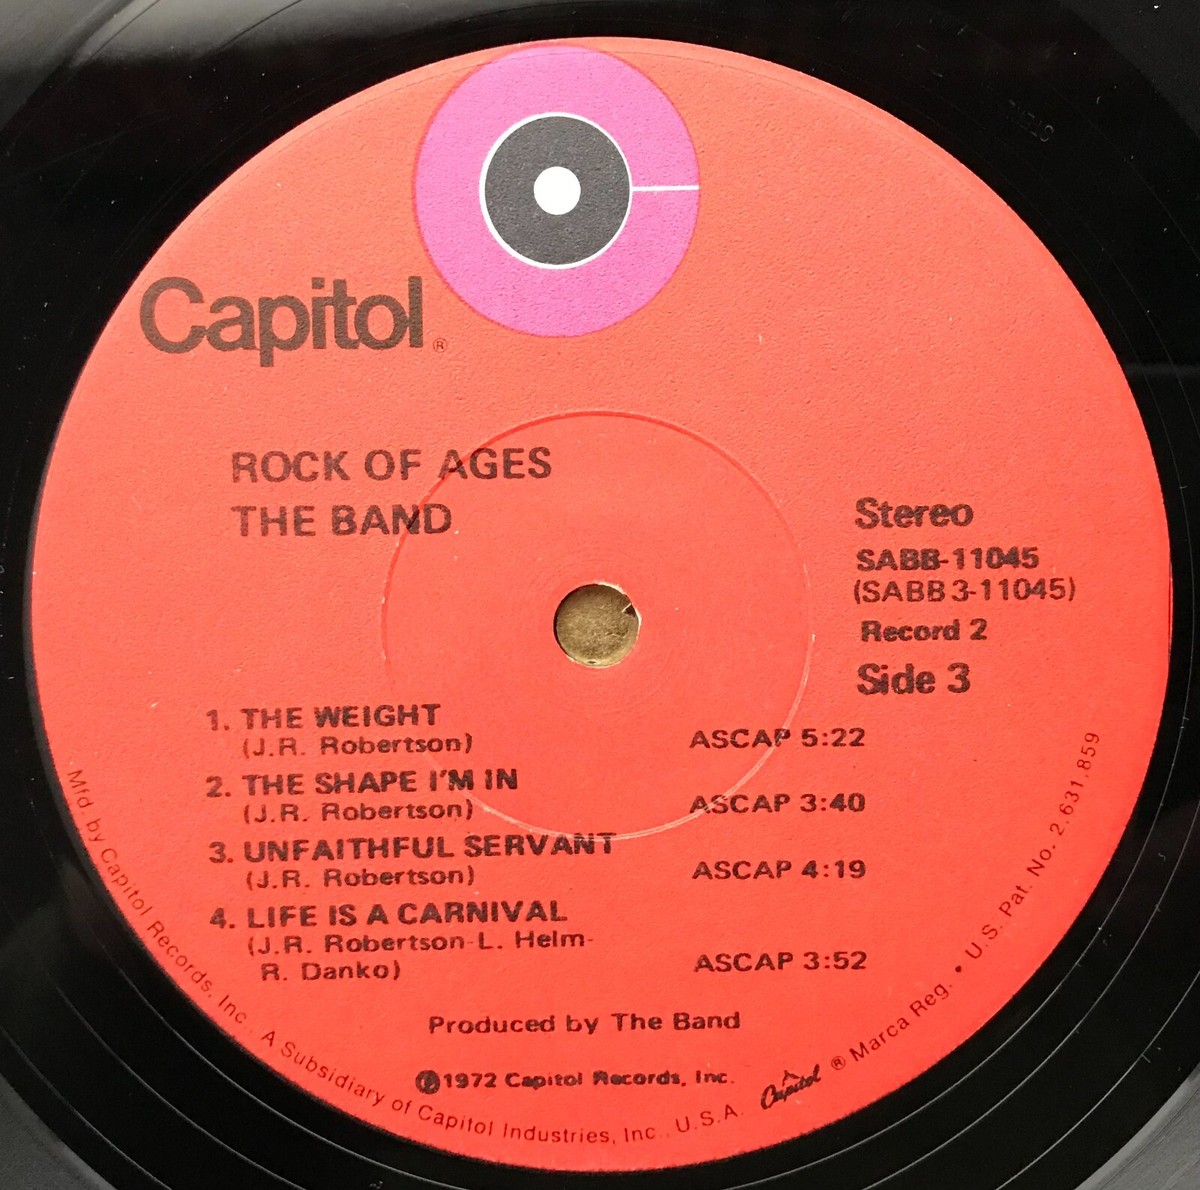 Capitol®
ROCK OF AGES
THE BAND
Stereo
SABB-11045
(SABB 3-11045)
Record 2
Side 3
1. THE WEIGHT
(J.R. Robertson) ASCAP 5:22
2. THE SHAPE I'M IN
(J.R. Robertson) ASCAP 3:40
3. UNFAITHFUL SERVANT
(J.R. Robertson) ASCAP 4:19
4. LIFE IS A CARNIVAL
(J.R. Robertson-L. Helm-
R. Danko) ASCAP 3:52
Produced by The Band
℗1972 Capitol Records, Inc.
Mfd. by Capitol Records, Inc., A Subsidiary of Capitol Industries, Inc., U.S.A. Capitol ® Marca Reg. • U.S. Pat. No. 2,631,859